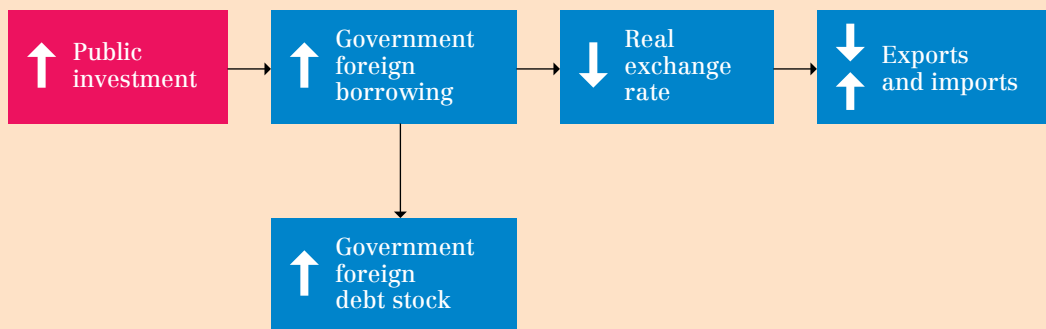 Public
investment
Government
foreign
borrowing
Real
exchange
rate
Exports
and imports
Government
foreign
debt stock